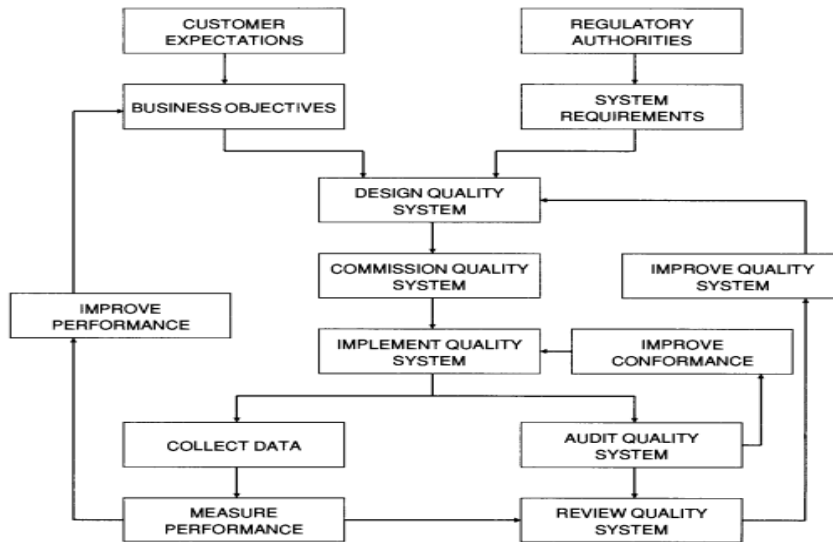 CUSTOMER
EXPECTATIONS
REGULATORY
AUTHORITIES
BUSINESS OBJECTIVES
SYSTEM
REQUIREMENTS
DESIGN QUALITY
SYSTEM
COMMISSION QUALITY
SYSTEM
IMPROVE QUALITY
SYSTEM
IMPROVE
PERFORMANCE
IMPLEMENT QUALITY
SYSTEM
IMPROVE
CONFORMANCE
COLLECT DATA
AUDIT QUALITY
SYSTEM
MEASURE
PERFORMANCE
REVIEW QUALITY
SYSTEM